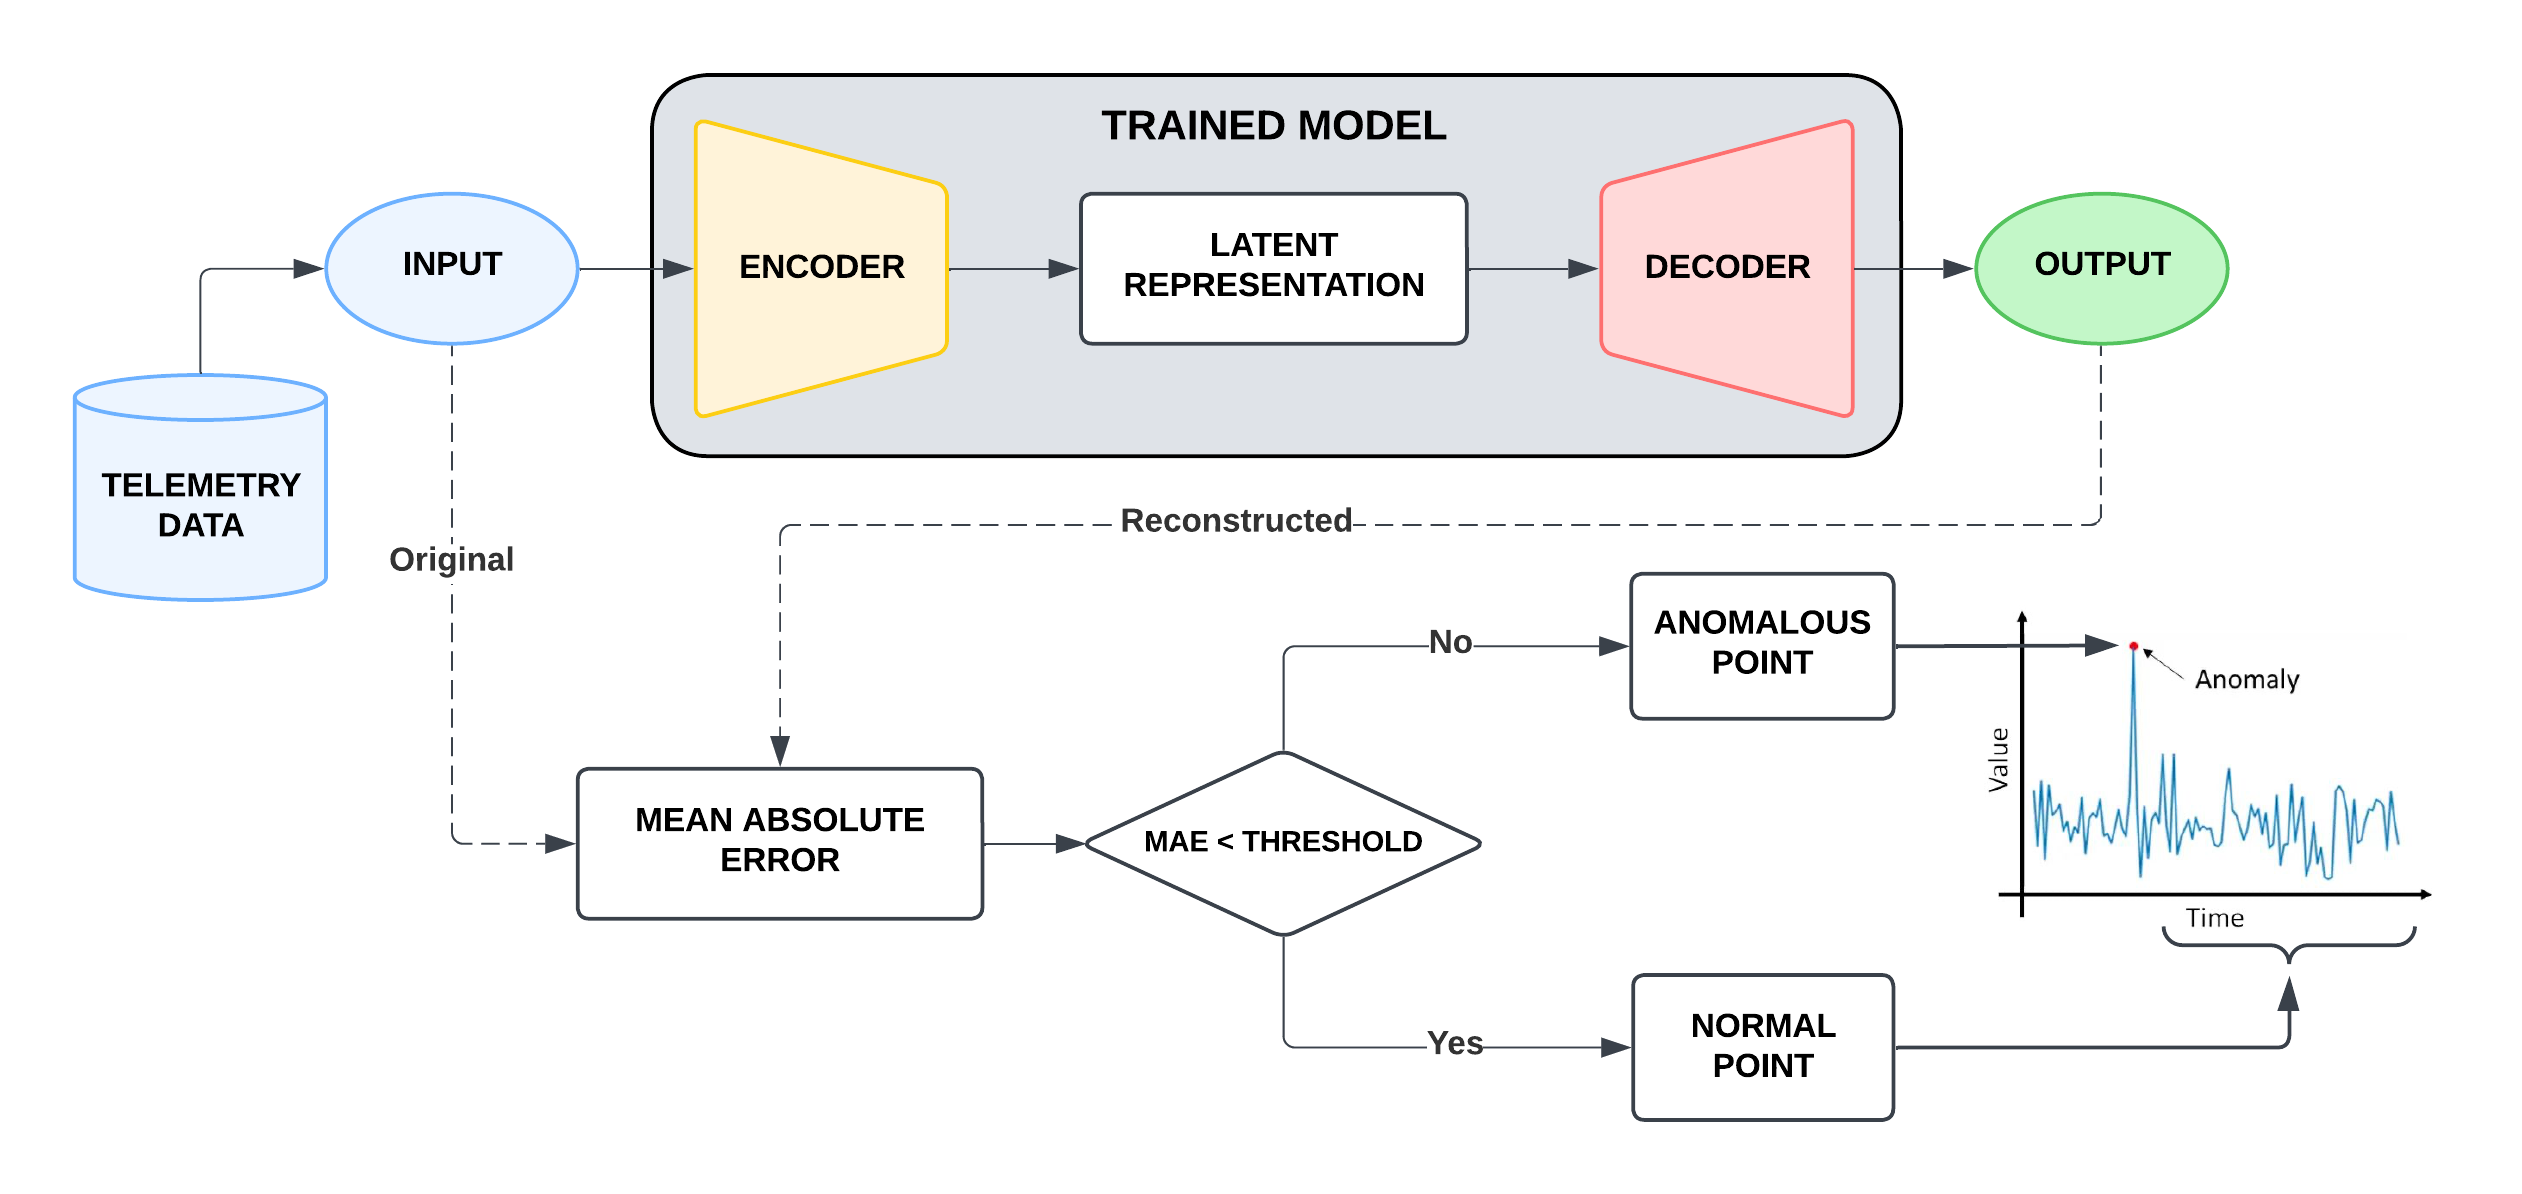 TRAINED MODEL
INPUT
ENCODER
LATENT
REPRESENTATION
DECODER
OUTPUT
TELEMETRY
DATA
Original
Reconstructed
MEAN ABSOLUTE
ERROR
MAE < THRESHOLD
No
ANOMALOUS
POINT
Anomaly
Value
Time
Yes
NORMAL
POINT